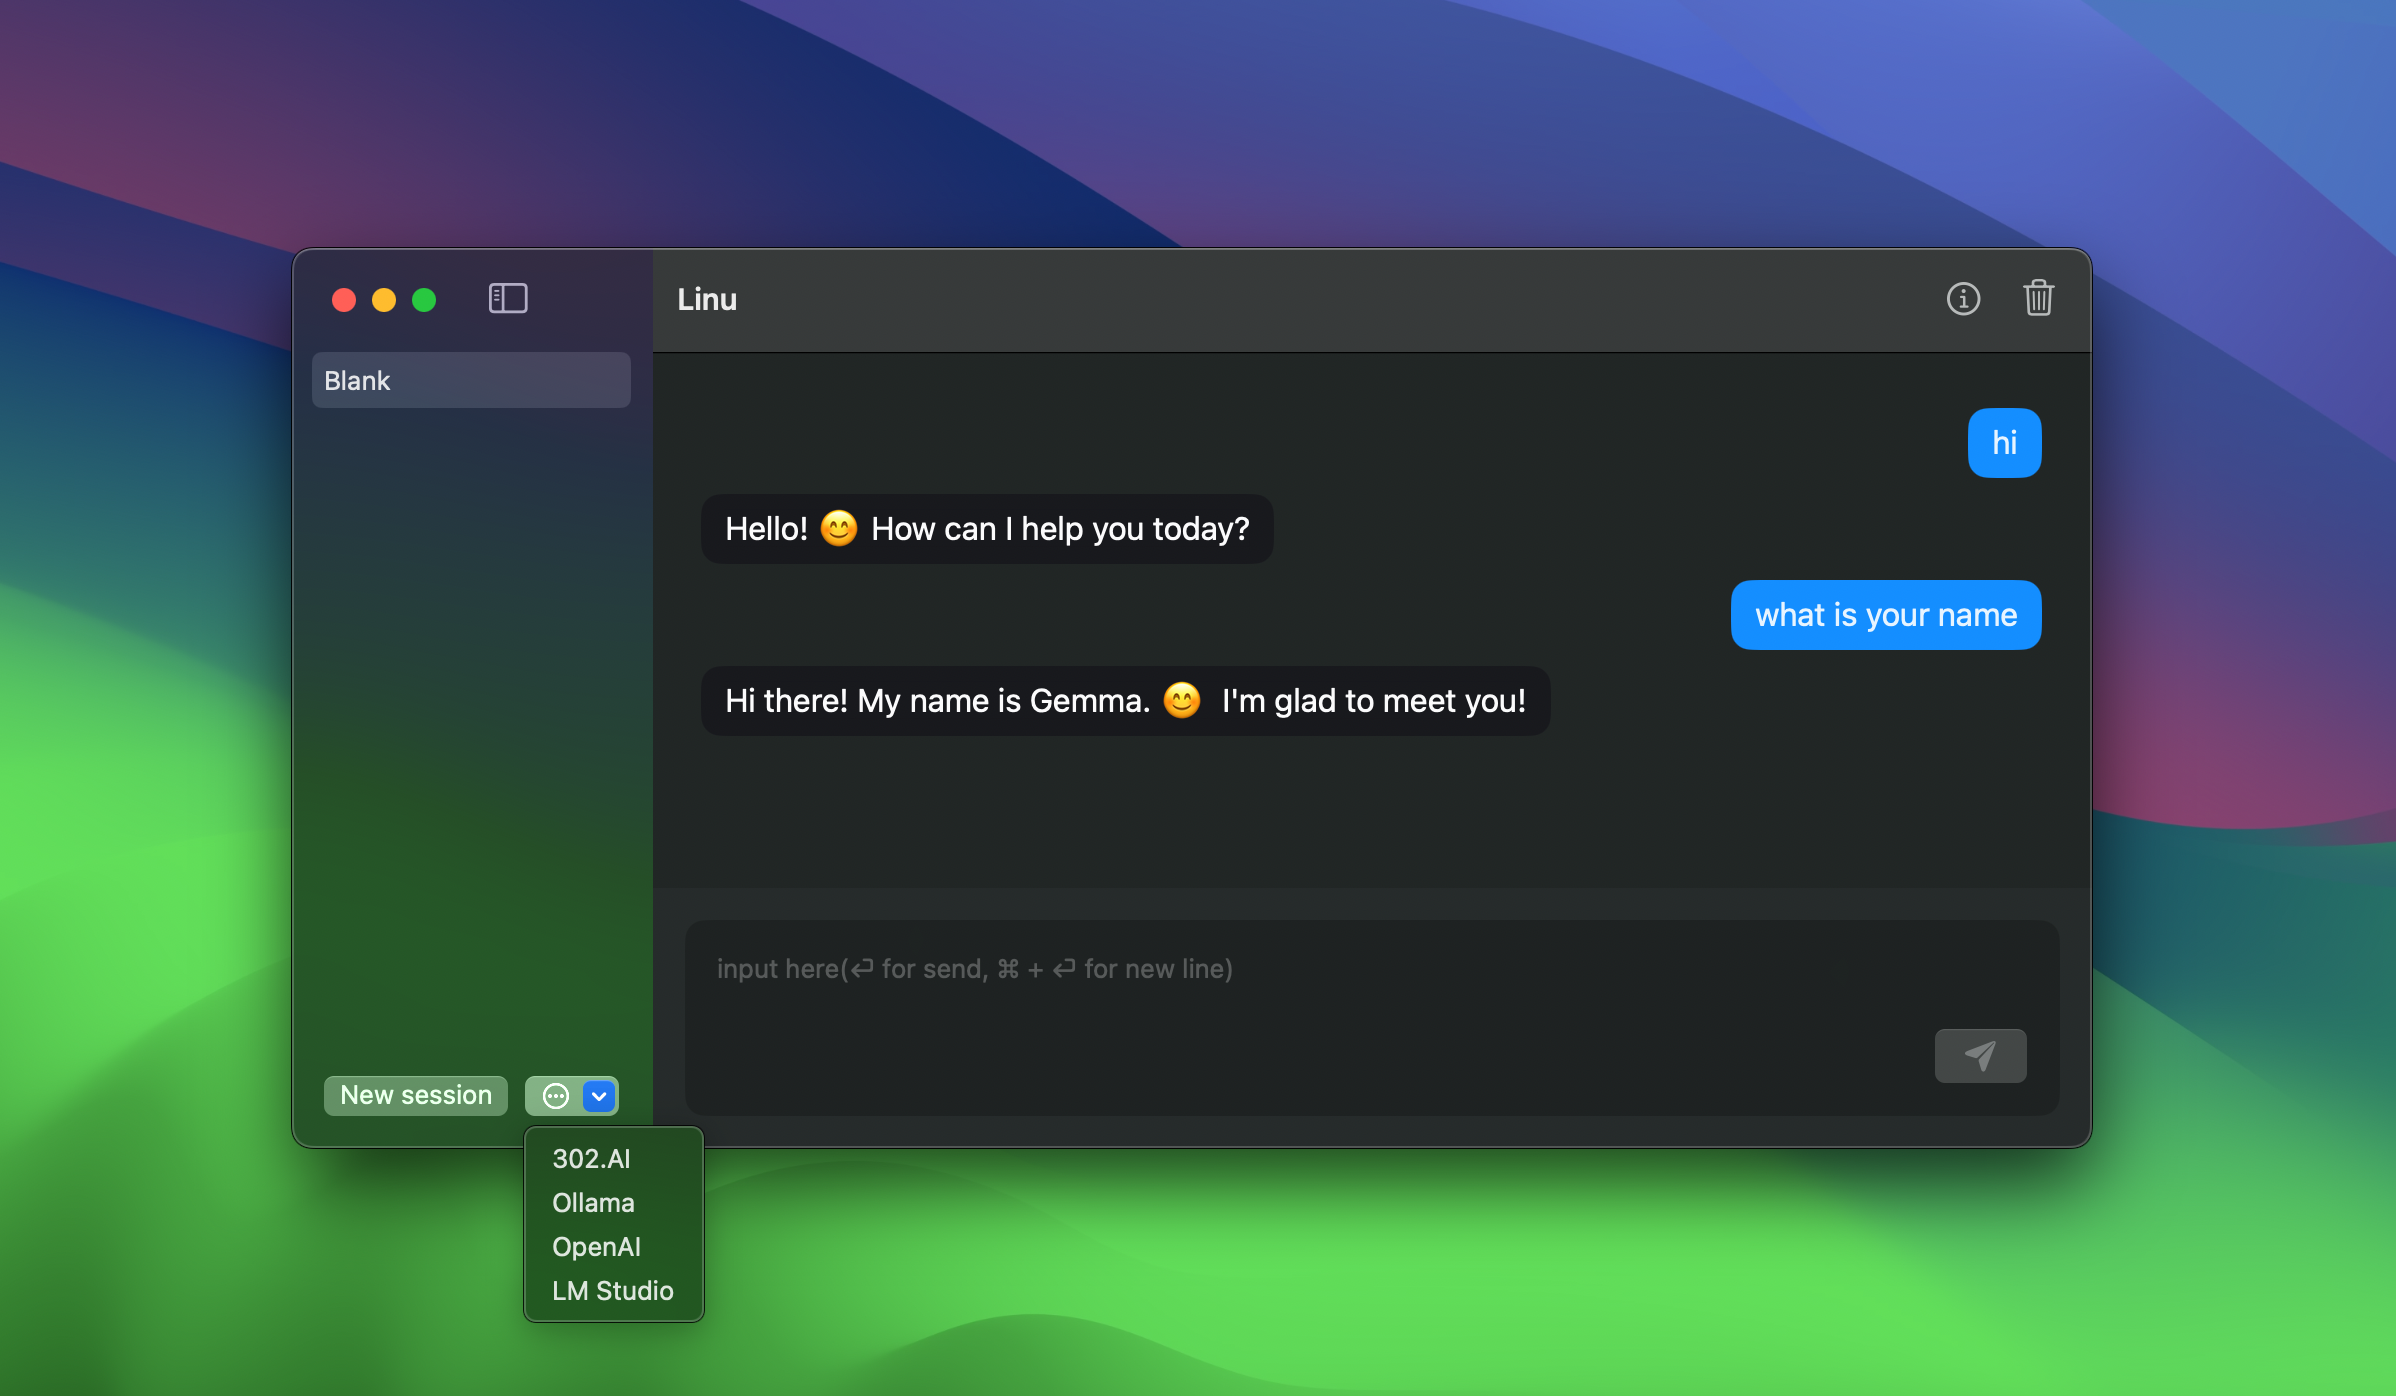 Linu
Blank
hi
Hello! 😊 How can I help you today?
what is your name
Hi there! My name is Gemma. 😊 I'm glad to meet you!
input here(⏎ for send, ⌘ + ⏎ for new line)
New session
302.AI
Ollama
OpenAI
LM Studio